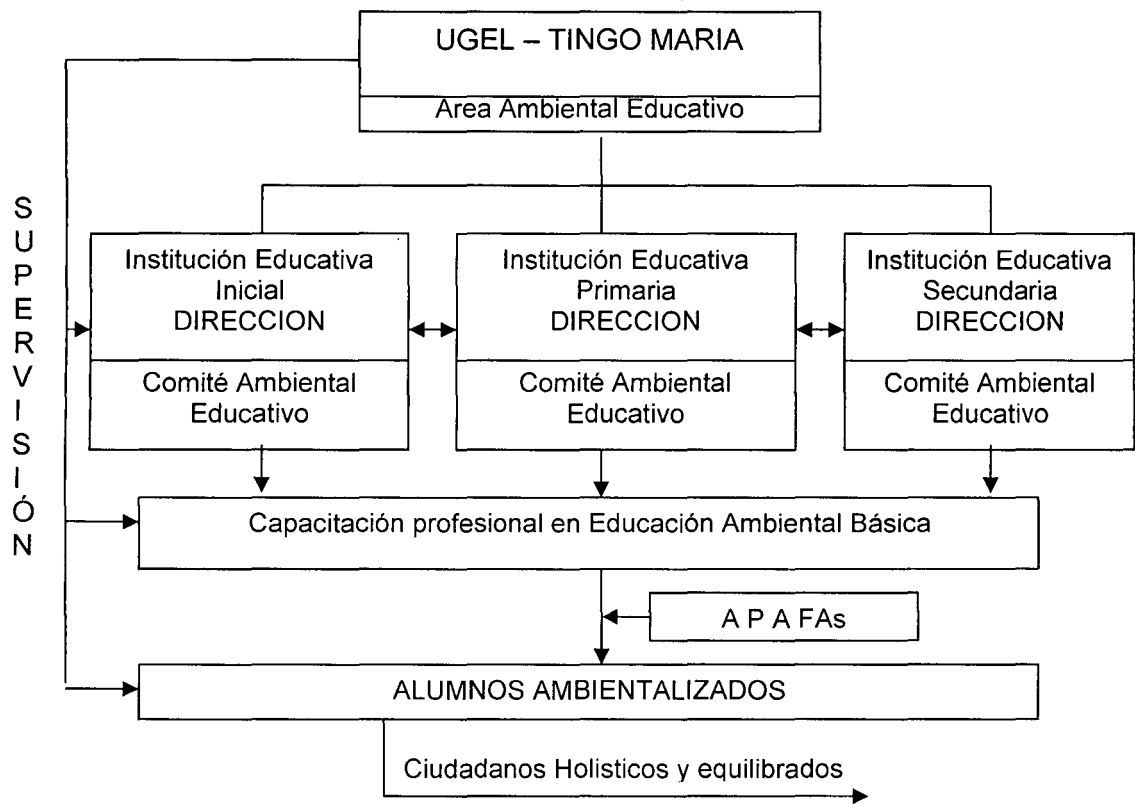 UGEL – TINGO MARIA
Area Ambiental Educativo
SUPERVISIÓN
Institución Educativa
Inicial
DIRECCION
Comité Ambiental
Educativo
Institución Educativa
Primaria
DIRECCION
Comité Ambiental
Educativo
Institución Educativa
Secundaria
DIRECCION
Comité Ambiental
Educativo
Capacitación profesional en Educación Ambiental Básica
A P A FAs
ALUMNOS AMBIENTALIZADOS
Ciudadanos Holisticos y equilibrados